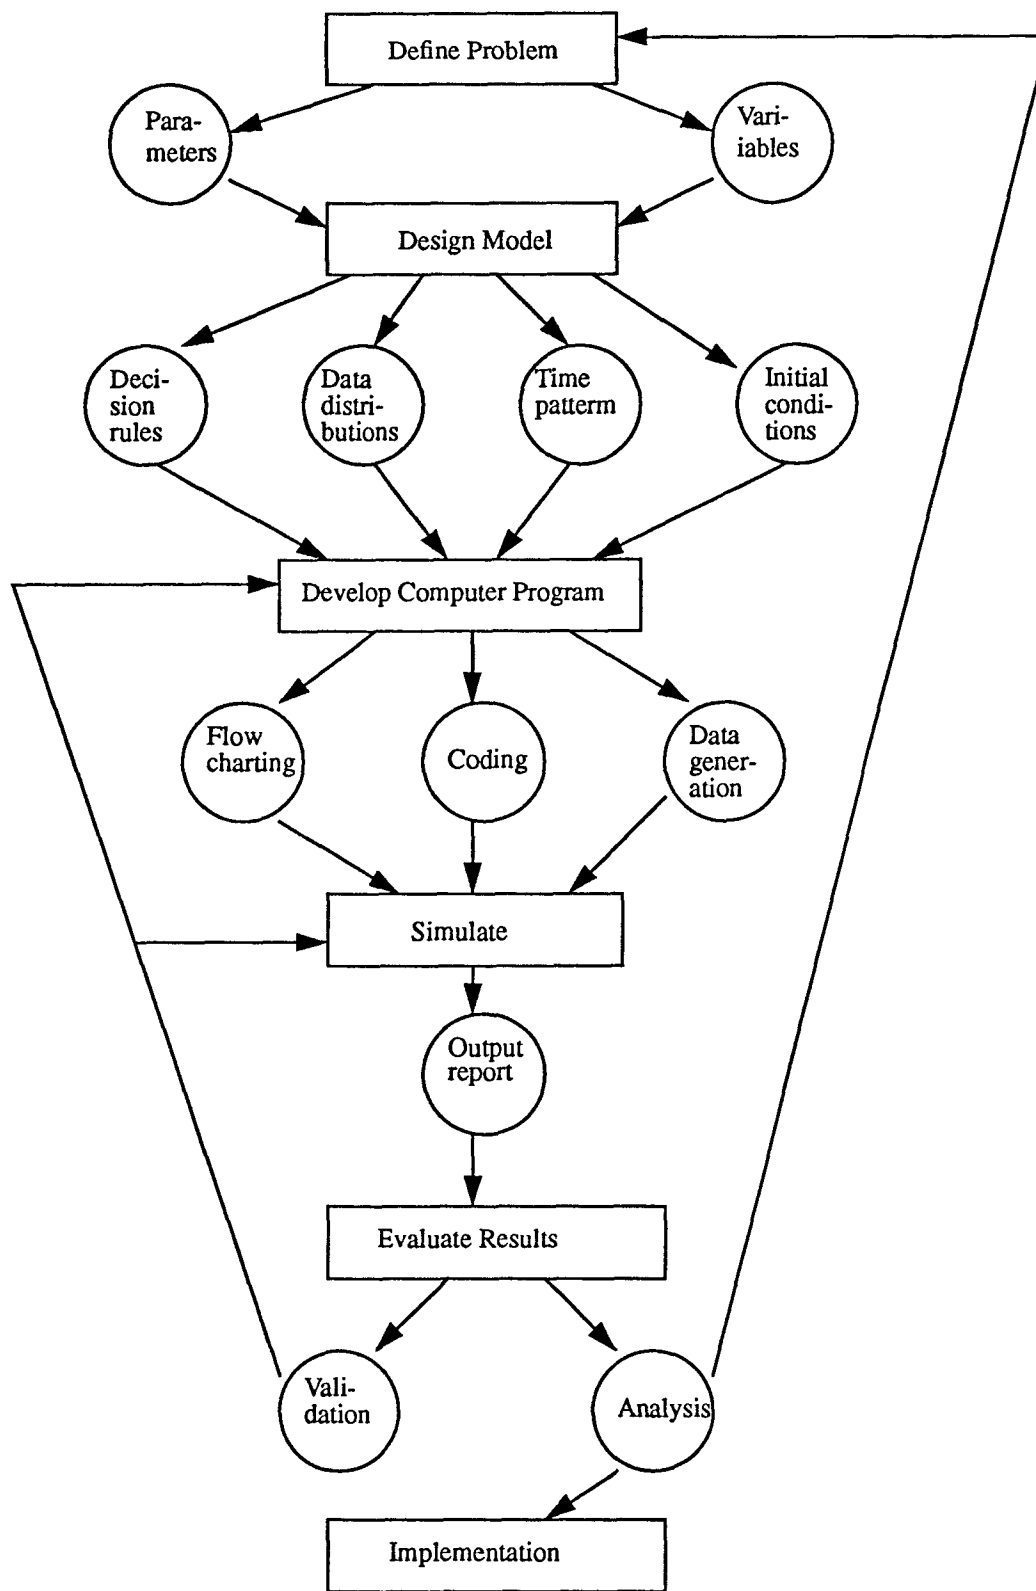 Define Problem
Para-
meters
Vari-
iables
Design Model
Deci-
sion
rules
Data
distri-
butions
Time
patterm
Initial
condi-
tions
Develop Computer Program
Flow
charting
Coding
Data
gener-
ation
Simulate
Output
report
Evaluate Results
Vali-
dation
Analysis
Implementation